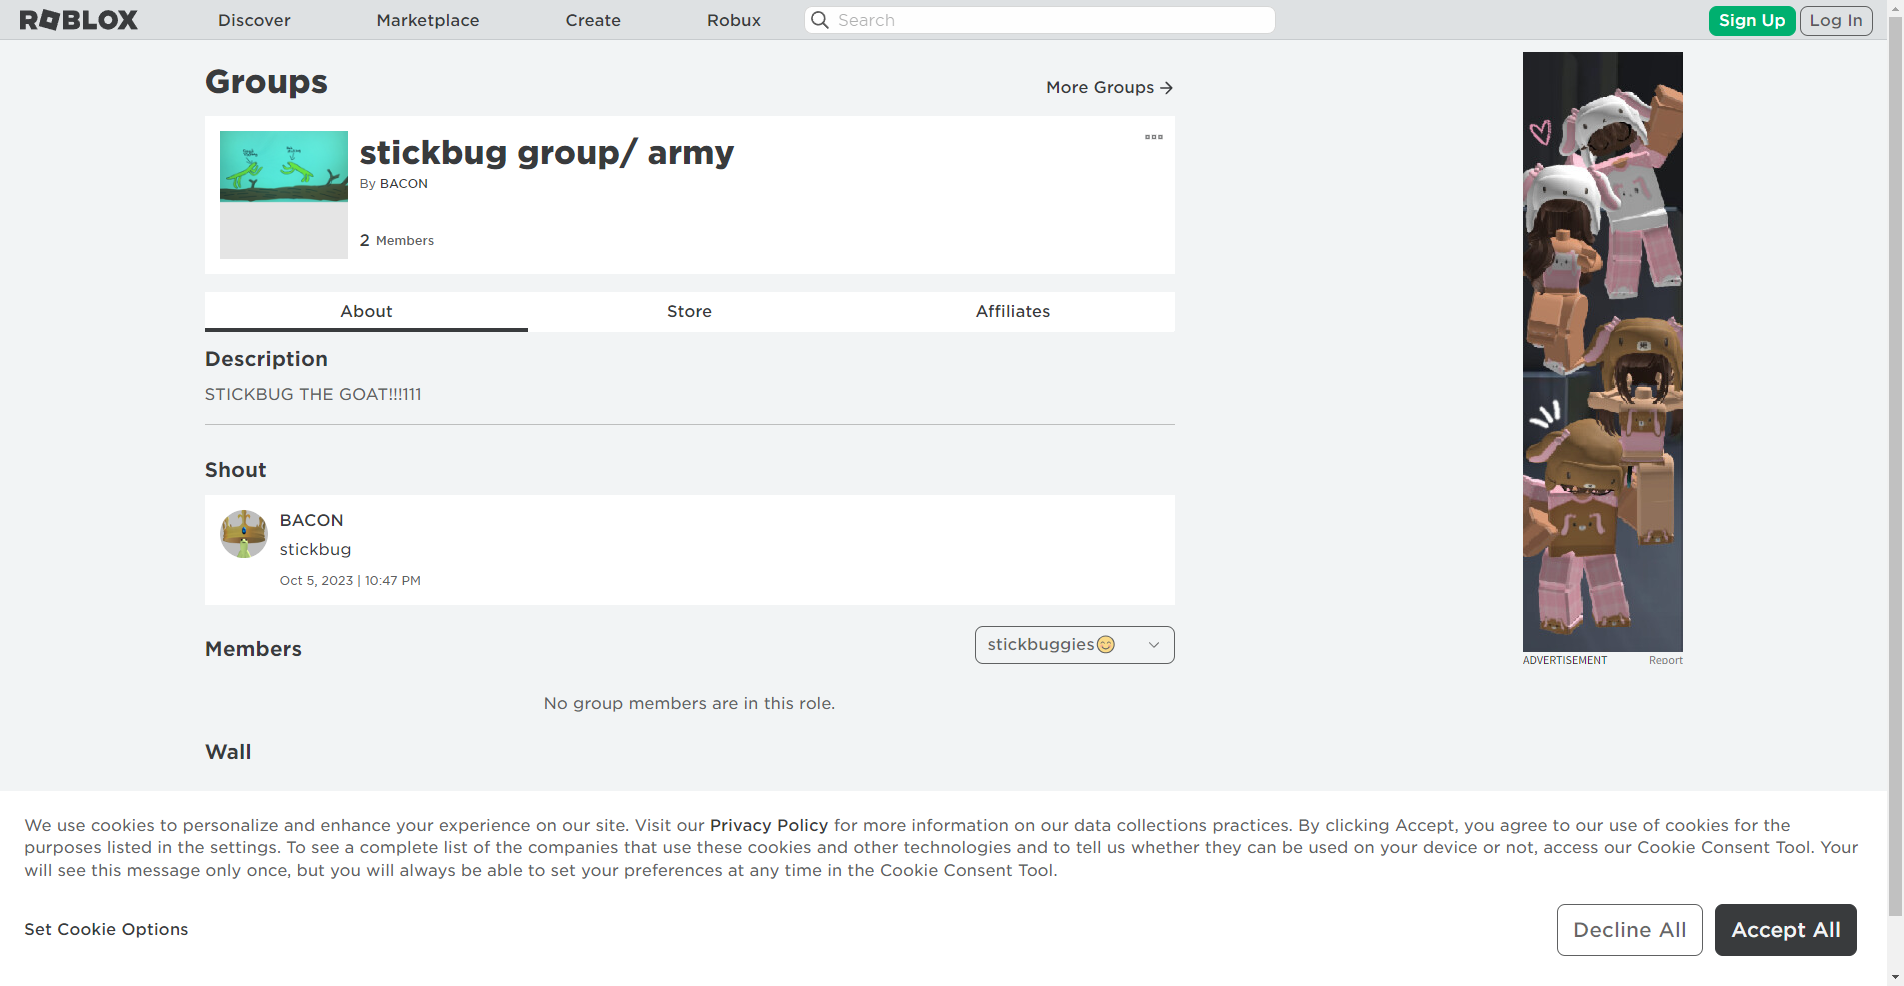 ROBLOX
Discover
Marketplace
Create
Robux
Search
Sign Up
Log In
Groups
More Groups
stickbug group/ army
By BACON
2 Members
About
Store
Affiliates
Description
STICKBUG THE GOAT!!!111
Shout
BACON
stickbug
Oct 5, 2023 | 10:47 PM
Members
stickbuggies😊
No group members are in this role.
Wall
ADVERTISEMENT
Report
We use cookies to personalize and enhance your experience on our site. Visit our Privacy Policy for more information on our data collections practices. By clicking Accept, you agree to our use of cookies for the
purposes listed in the settings. To see a complete list of the companies that use these cookies and other technologies and to tell us whether they can be used on your device or not, access our Cookie Consent Tool. Your
will see this message only once, but you will always be able to set your preferences at any time in the Cookie Consent Tool.
Set Cookie Options
Decline All
Accept All